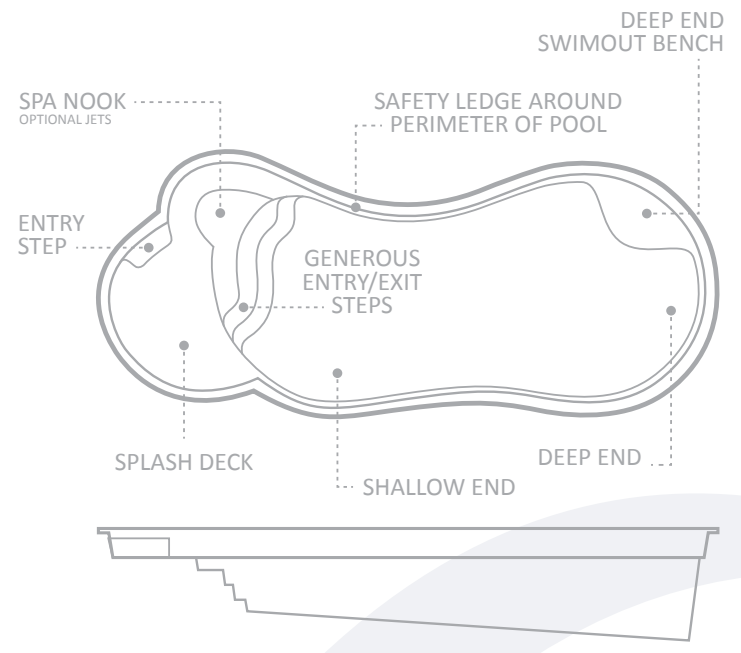 DEEP END
SWIMOUT BENCH
SPA NOOK
OPTIONAL JETS
SAFETY LEDGE AROUND
PERIMETER OF POOL
ENTRY
STEP
GENEROUS
ENTRY/EXIT
STEPS
SPLASH DECK
DEEP END
SHALLOW END